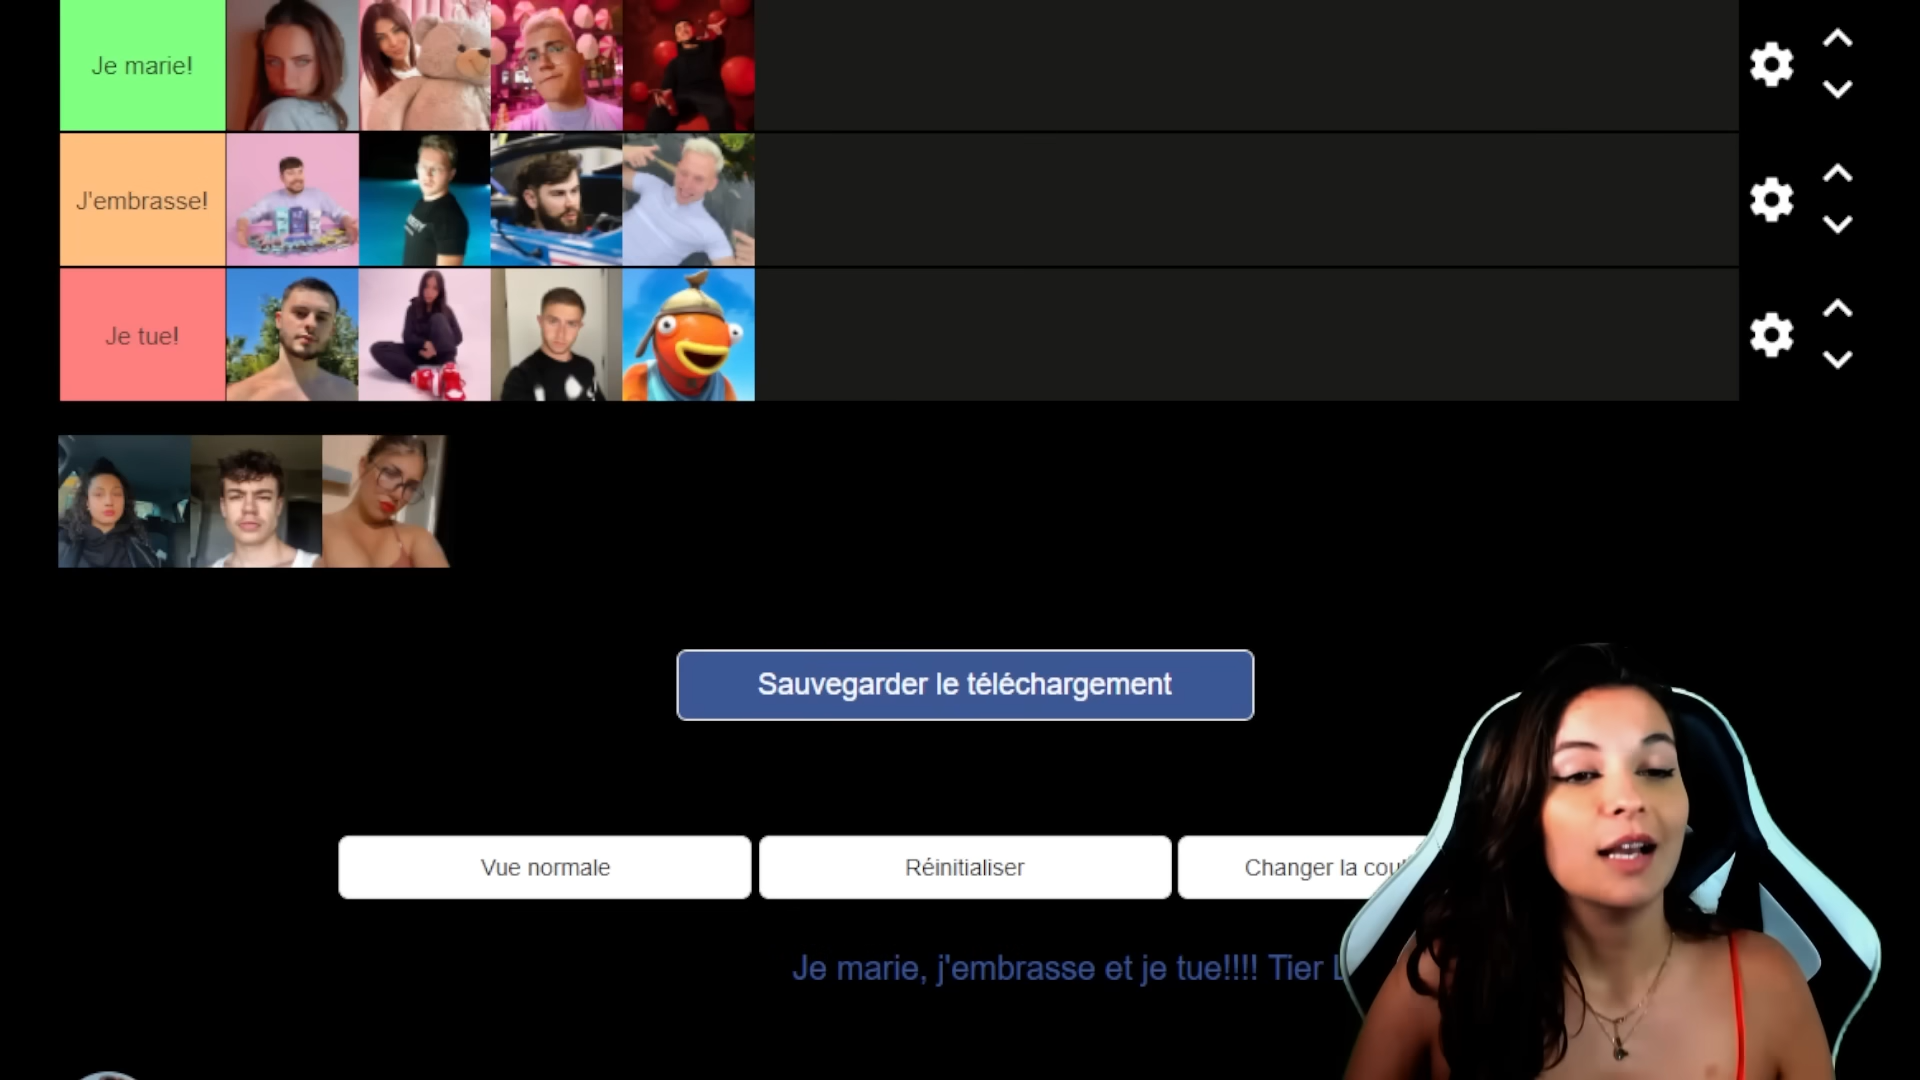 Je marie!
J'embrasse!
Je tue!
Sauvegarder le téléchargement
Vue normale
Réinitialiser
Changer la
Je marie, j'embrasse et je tue!!!! Tier